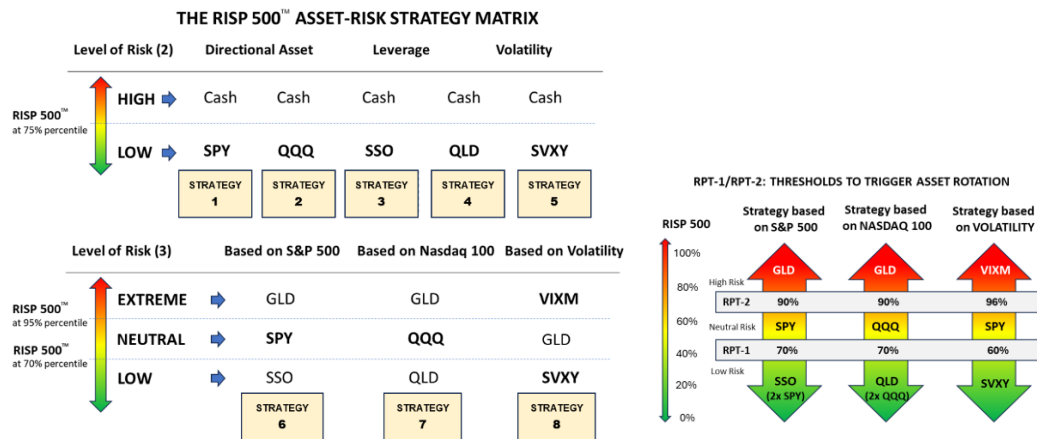 THE RISP 500™ ASSET-RISK STRATEGY MATRIX
Level of Risk (2) Directional Asset Leverage Volatility
RISP 500™
at 75% percentile
HIGH Cash Cash Cash Cash Cash
LOW SPY QQQ SSO QLD SVXY
STRATEGY 1 STRATEGY 2 STRATEGY 3 STRATEGY 4 STRATEGY 5
Level of Risk (3) Based on S&P 500 Based on Nasdaq 100 Based on Volatility
EXTREME GLD GLD VIXM
RISP 500™
at 95% percentile
NEUTRAL SPY QQQ GLD
RISP 500™
at 70% percentile
LOW SSO QLD SVXY
STRATEGY 6 STRATEGY 7 STRATEGY 8
RPT-1/RPT-2: THRESHOLDS TO TRIGGER ASSET ROTATION
RISP 500
Strategy based on S&P 500
Strategy based on NASDAQ 100
Strategy based on VOLATILITY
100%
GLD GLD VIXM
High Risk
80%
RPT-2 90% 90% 96%
60%
Neutral Risk SPY QQQ SPY
40%
RPT-1 70% 70% 60%
Low Risk
20%
SSO (2x SPY) QLD (2x QQQ) SVXY
0%